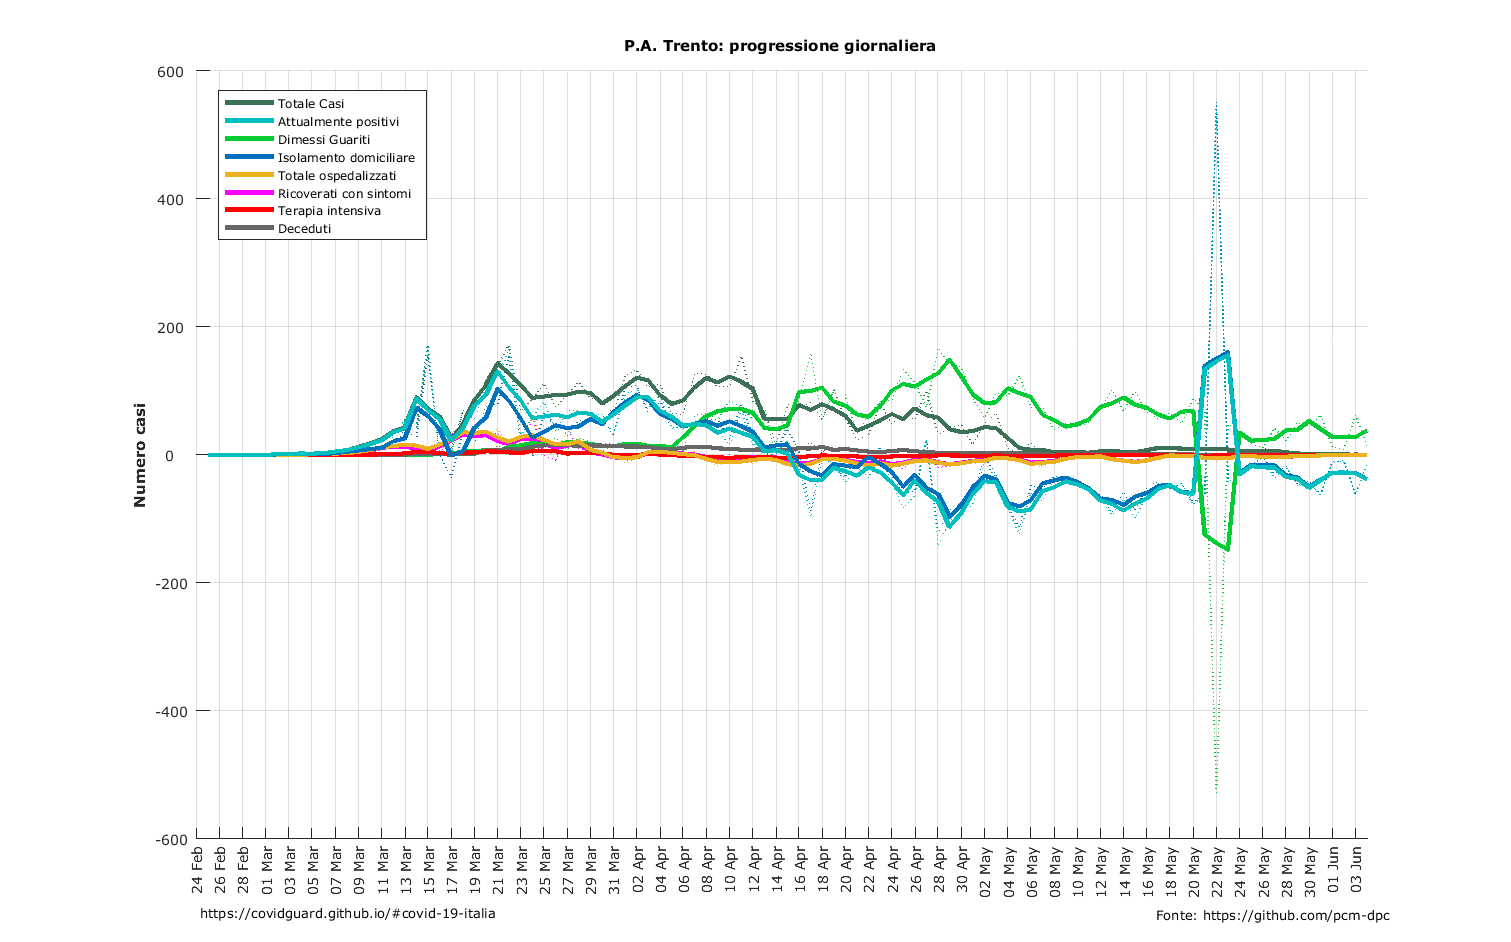 P.A. Trento: progressione giornaliera
600
400
200
0
-200
-400
-600
Numero casi
Totale Casi
Attualmente positivi
Dimessi Guariti
Isolamento domiciliare
Totale ospedalizzati
Ricoverati con sintomi
Terapia intensiva
Deceduti
24 Feb
26 Feb
28 Feb
01 Mar
03 Mar
05 Mar
07 Mar
09 Mar
11 Mar
13 Mar
15 Mar
17 Mar
19 Mar
21 Mar
23 Mar
25 Mar
27 Mar
29 Mar
31 Mar
02 Apr
04 Apr
06 Apr
08 Apr
10 Apr
12 Apr
14 Apr
16 Apr
18 Apr
20 Apr
22 Apr
24 Apr
26 Apr
28 Apr
30 Apr
02 May
04 May
06 May
08 May
10 May
12 May
14 May
16 May
18 May
20 May
22 May
24 May
26 May
28 May
30 May
01 Jun
03 Jun
https://covidguard.github.io/#covid-19-italia
Fonte: https://github.com/pcm-dpc